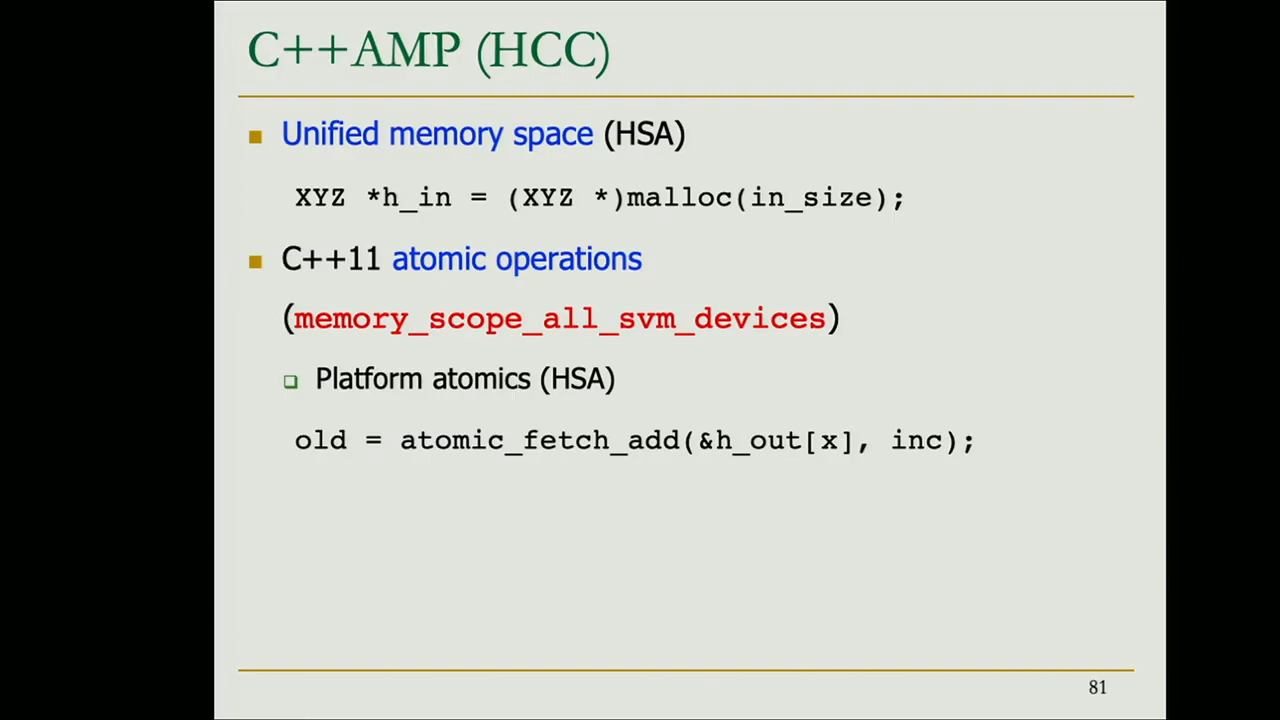 C++AMP (HCC)
Unified memory space (HSA)
XYZ *h_in = (XYZ *)malloc(in_size);
C++11 atomic operations
(memory_scope_all_svm_devices)
Platform atomics (HSA)
old = atomic_fetch_add(&h_out[x], inc);
81